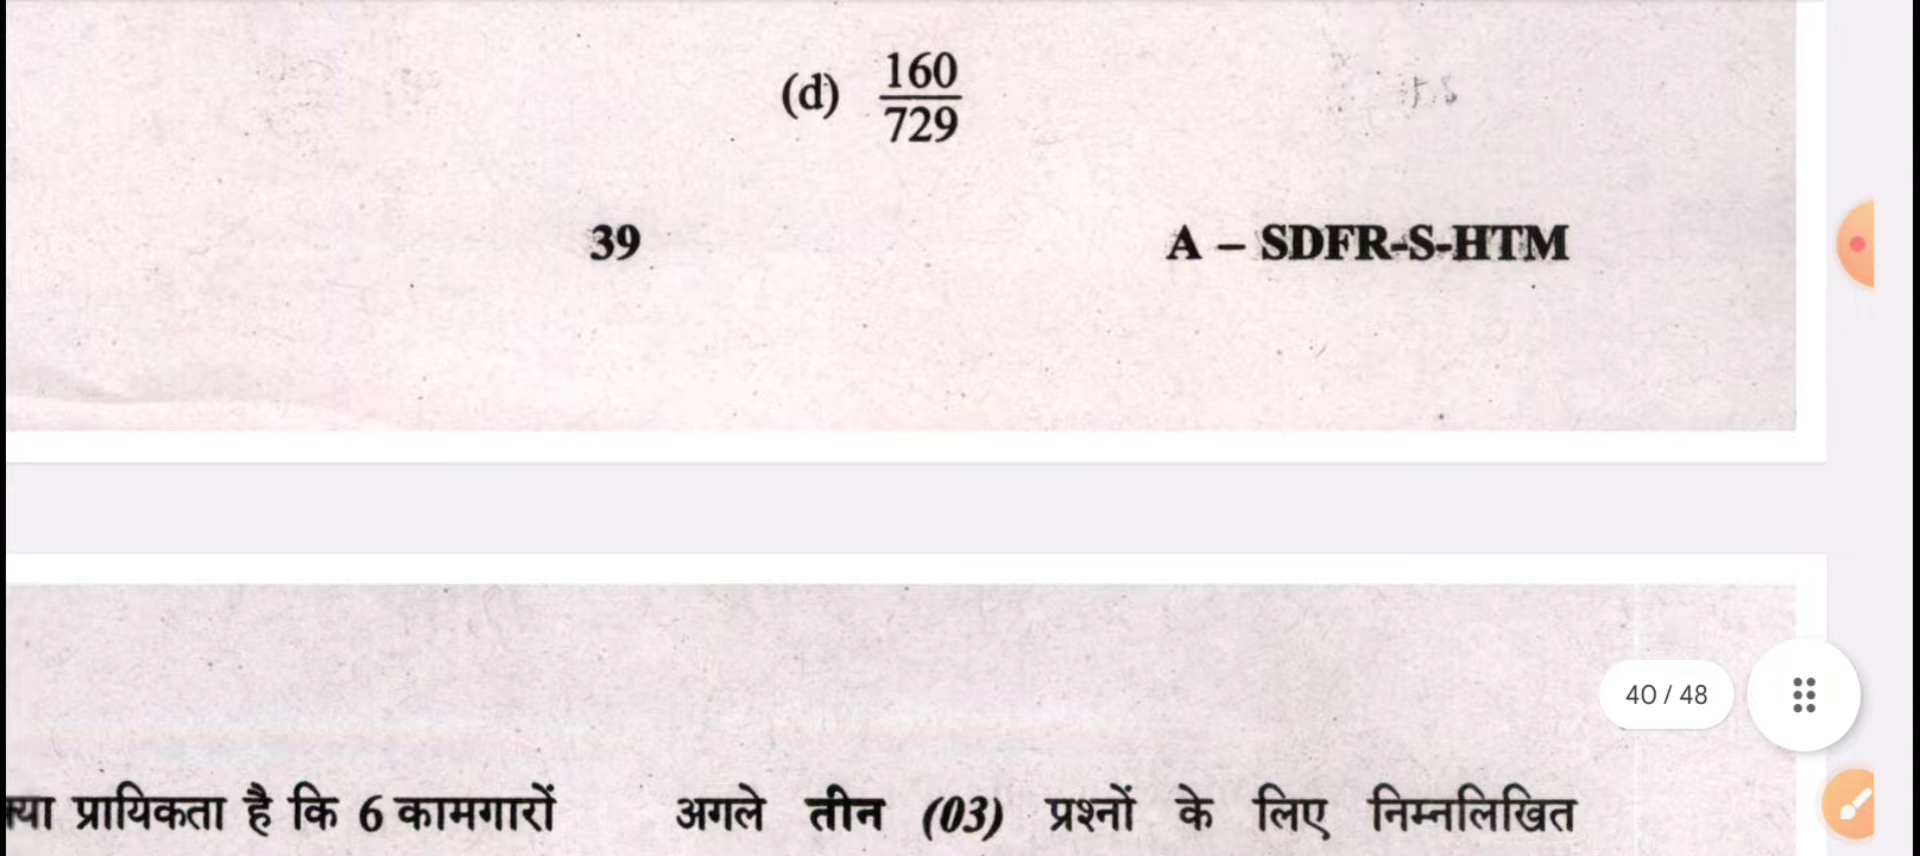 (d) 160/729
39 A – SDFR-S-HTM
40 / 48
प्रायिकता है कि 6 कामगारों
अगले तीन (03) प्रश्नों के लिए निम्नलिखित